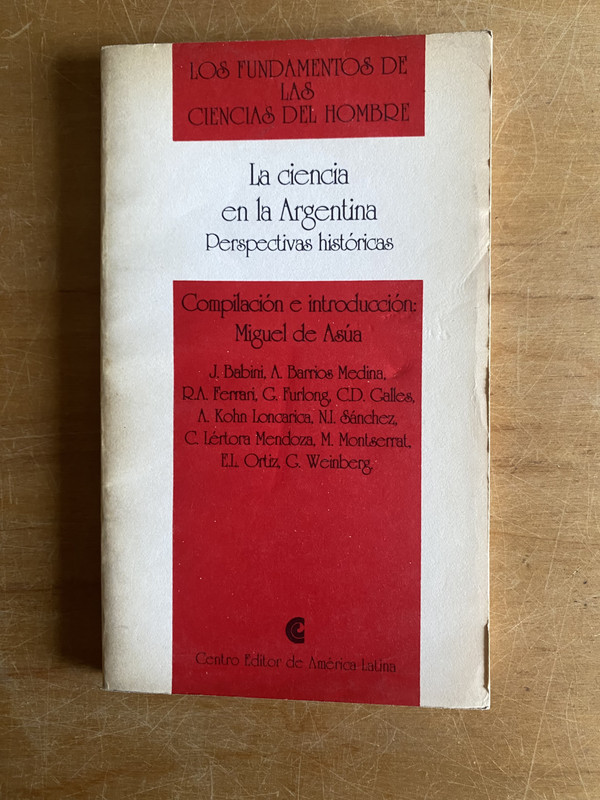 LOS FUNDAMENTOS DE
LAS
CIENCIAS DEL HOMBRE
La ciencia
en la Argentina
Perspectivas históricas
Compilación e introducción:
Miguel de Asúa
J. Babini, A. Barrios Medina,
R.A. Ferrari, G. Furlong, C.D. Galles,
A. Kohn Loncarica, N.I. Sánchez,
C. Lértora Mendoza, M. Montserrat,
E.L. Ortiz, G. Weinberg.
Centro Editor de América Latina